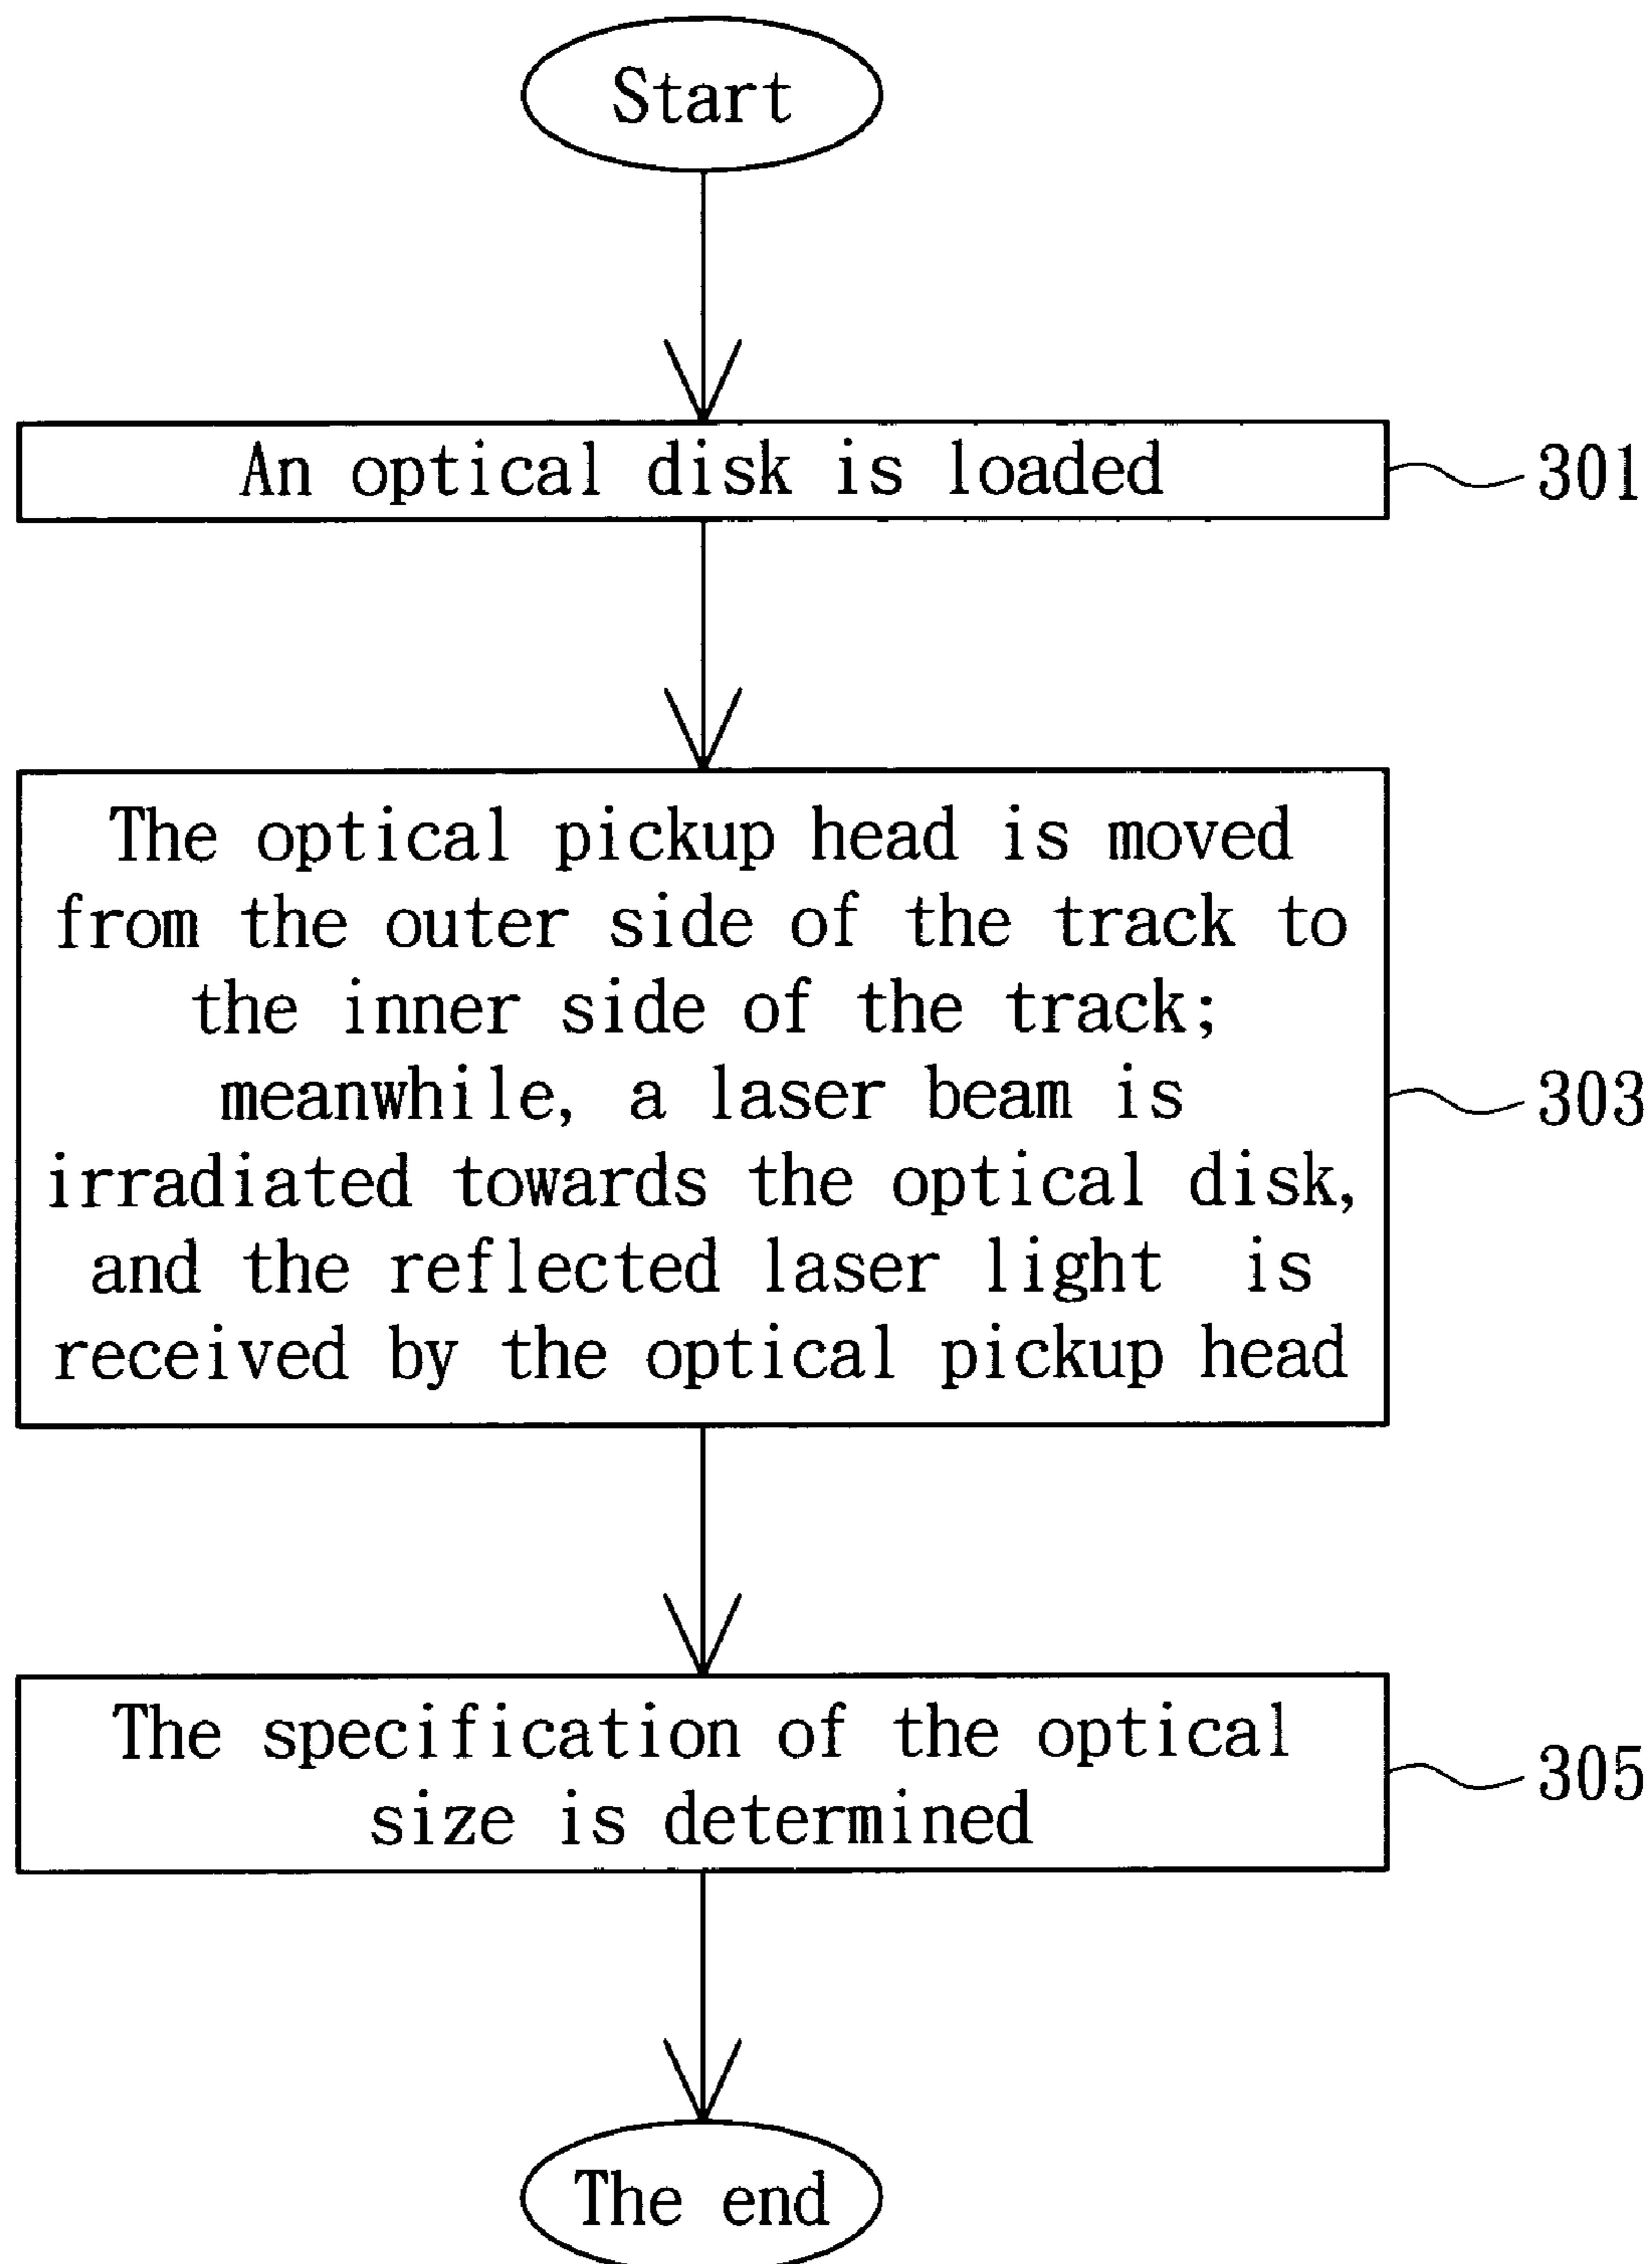 Start
An optical disk is loaded
301
The optical pickup head is moved
from the outer side of the track to
the inner side of the track;
meanwhile, a laser beam is
303
irradiated towards the optical disk,
and the reflected laser light is
received by the optical pickup head
The specification of the optical
size is determined
305
The end